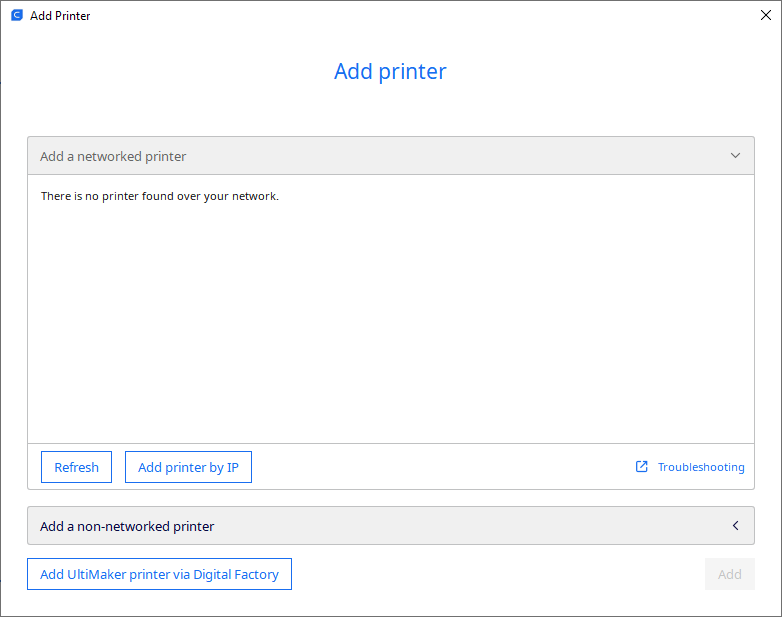 Add Printer
Add printer
Add a networked printer
There is no printer found over your network.
Refresh
Add printer by IP
Troubleshooting
Add a non-networked printer
Add UltiMaker printer via Digital Factory
Add